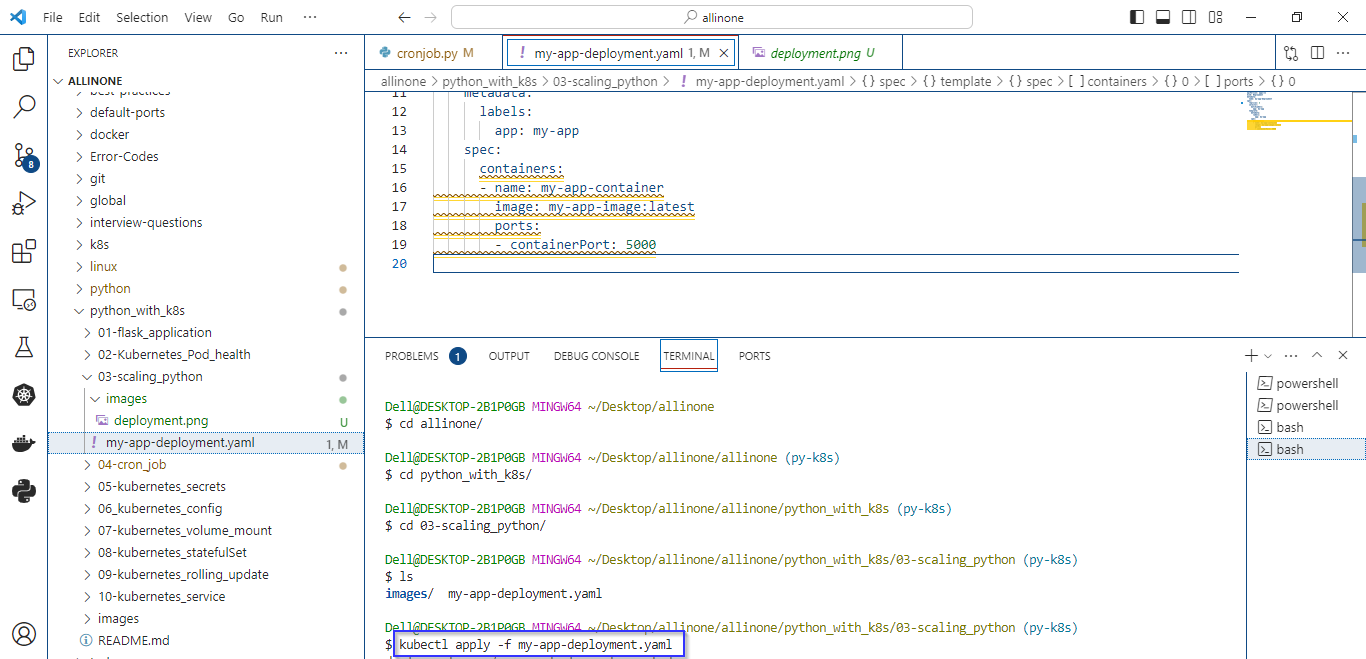 File Edit Selection View Go Run ··· allinone
EXPLORER
ALLINONE
best-practices
default-ports
docker
Error-Codes
git
global
interview-questions
k8s
linux
python
python_with_k8s
01-flask_application
02-Kubernetes_Pod_health
03-scaling_python
images
deployment.png U
my-app-deployment.yaml 1, M
04-cron_job
05-kubernetes_secrets
06_kubernetes_config
07-kubernetes_volume_mount
08-kubernetes_statefulSet
09-kubernetes_rolling_update
10-kubernetes_service
images
README.md
8
cronjob.py M my-app-deployment.yaml 1, M deployment.png U
allinone > python_with_k8s > 03-scaling_python > ! my-app-deployment.yaml > {} spec > {} template > {} spec > [ ] containers > {} 0 > [ ] ports > {} 0
11 metadata:
12 labels:
13 app: my-app
14 spec:
15 containers:
16 - name: my-app-container
17 image: my-app-image:latest
18 ports:
19 - containerPort: 5000
20
PROBLEMS 1 OUTPUT DEBUG CONSOLE TERMINAL PORTS
Dell@DESKTOP-2B1P0GB MINGW64 ~/Desktop/allinone
$ cd allinone/
Dell@DESKTOP-2B1P0GB MINGW64 ~/Desktop/allinone/allinone (py-k8s)
$ cd python_with_k8s/
Dell@DESKTOP-2B1P0GB MINGW64 ~/Desktop/allinone/allinone/python_with_k8s (py-k8s)
$ cd 03-scaling_python/
Dell@DESKTOP-2B1P0GB MINGW64 ~/Desktop/allinone/allinone/python_with_k8s/03-scaling_python (py-k8s)
$ ls
images/ my-app-deployment.yaml
Dell@DESKTOP-2B1P0GB MINGW64 ~/Desktop/allinone/allinone/python_with_k8s/03-scaling_python (py-k8s)
$ kubectl apply -f my-app-deployment.yaml
powershell
powershell
bash
bash